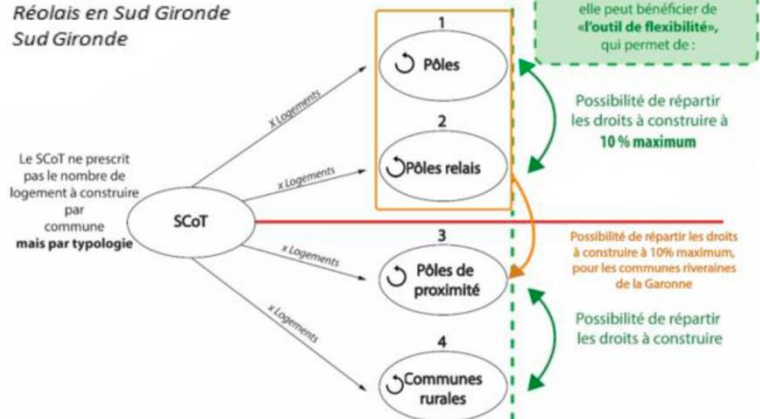 Réolais en Sud Gironde
Sud Gironde
elle peut bénéficier de
«l'outil de flexibilité»,
qui permet de :
1
Pôles
x Logements
Possibilité de répartir
les droits à construire à
10 % maximum
2
Pôles relais
x Logements
Le SCoT ne prescrit
pas le nombre de
logement à construire
par
commune
mais par typologie
SCoT
3
Pôles de
proximité
x Logements
Possibilité de répartir les droits
à construire à 10% maximum,
pour les communes riveraines
de la Garonne
4
Communes
rurales
x Logements
Possibilité de répartir
les droits à construire